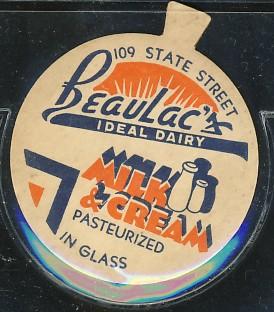 109 STATE STREET
Beaulac's
IDEAL DAIRY
MILK
& CREAM
PASTEURIZED
IN GLASS